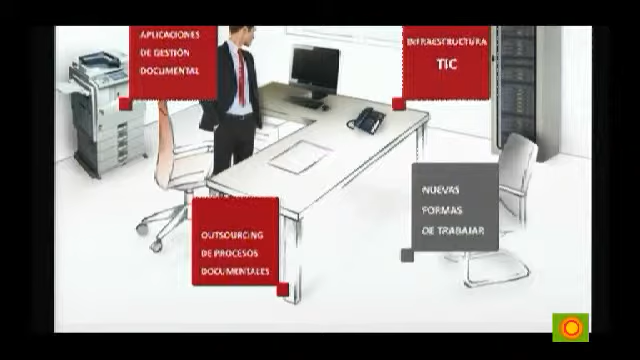 APLICACIONES
DE GESTIÓN
DOCUMENTAL
INFRAESTRUCTURA
TIC
NUEVAS
FORMAS
DE TRABAJAR
OUTSOURCING
DE PROCESOS
DOCUMENTALES